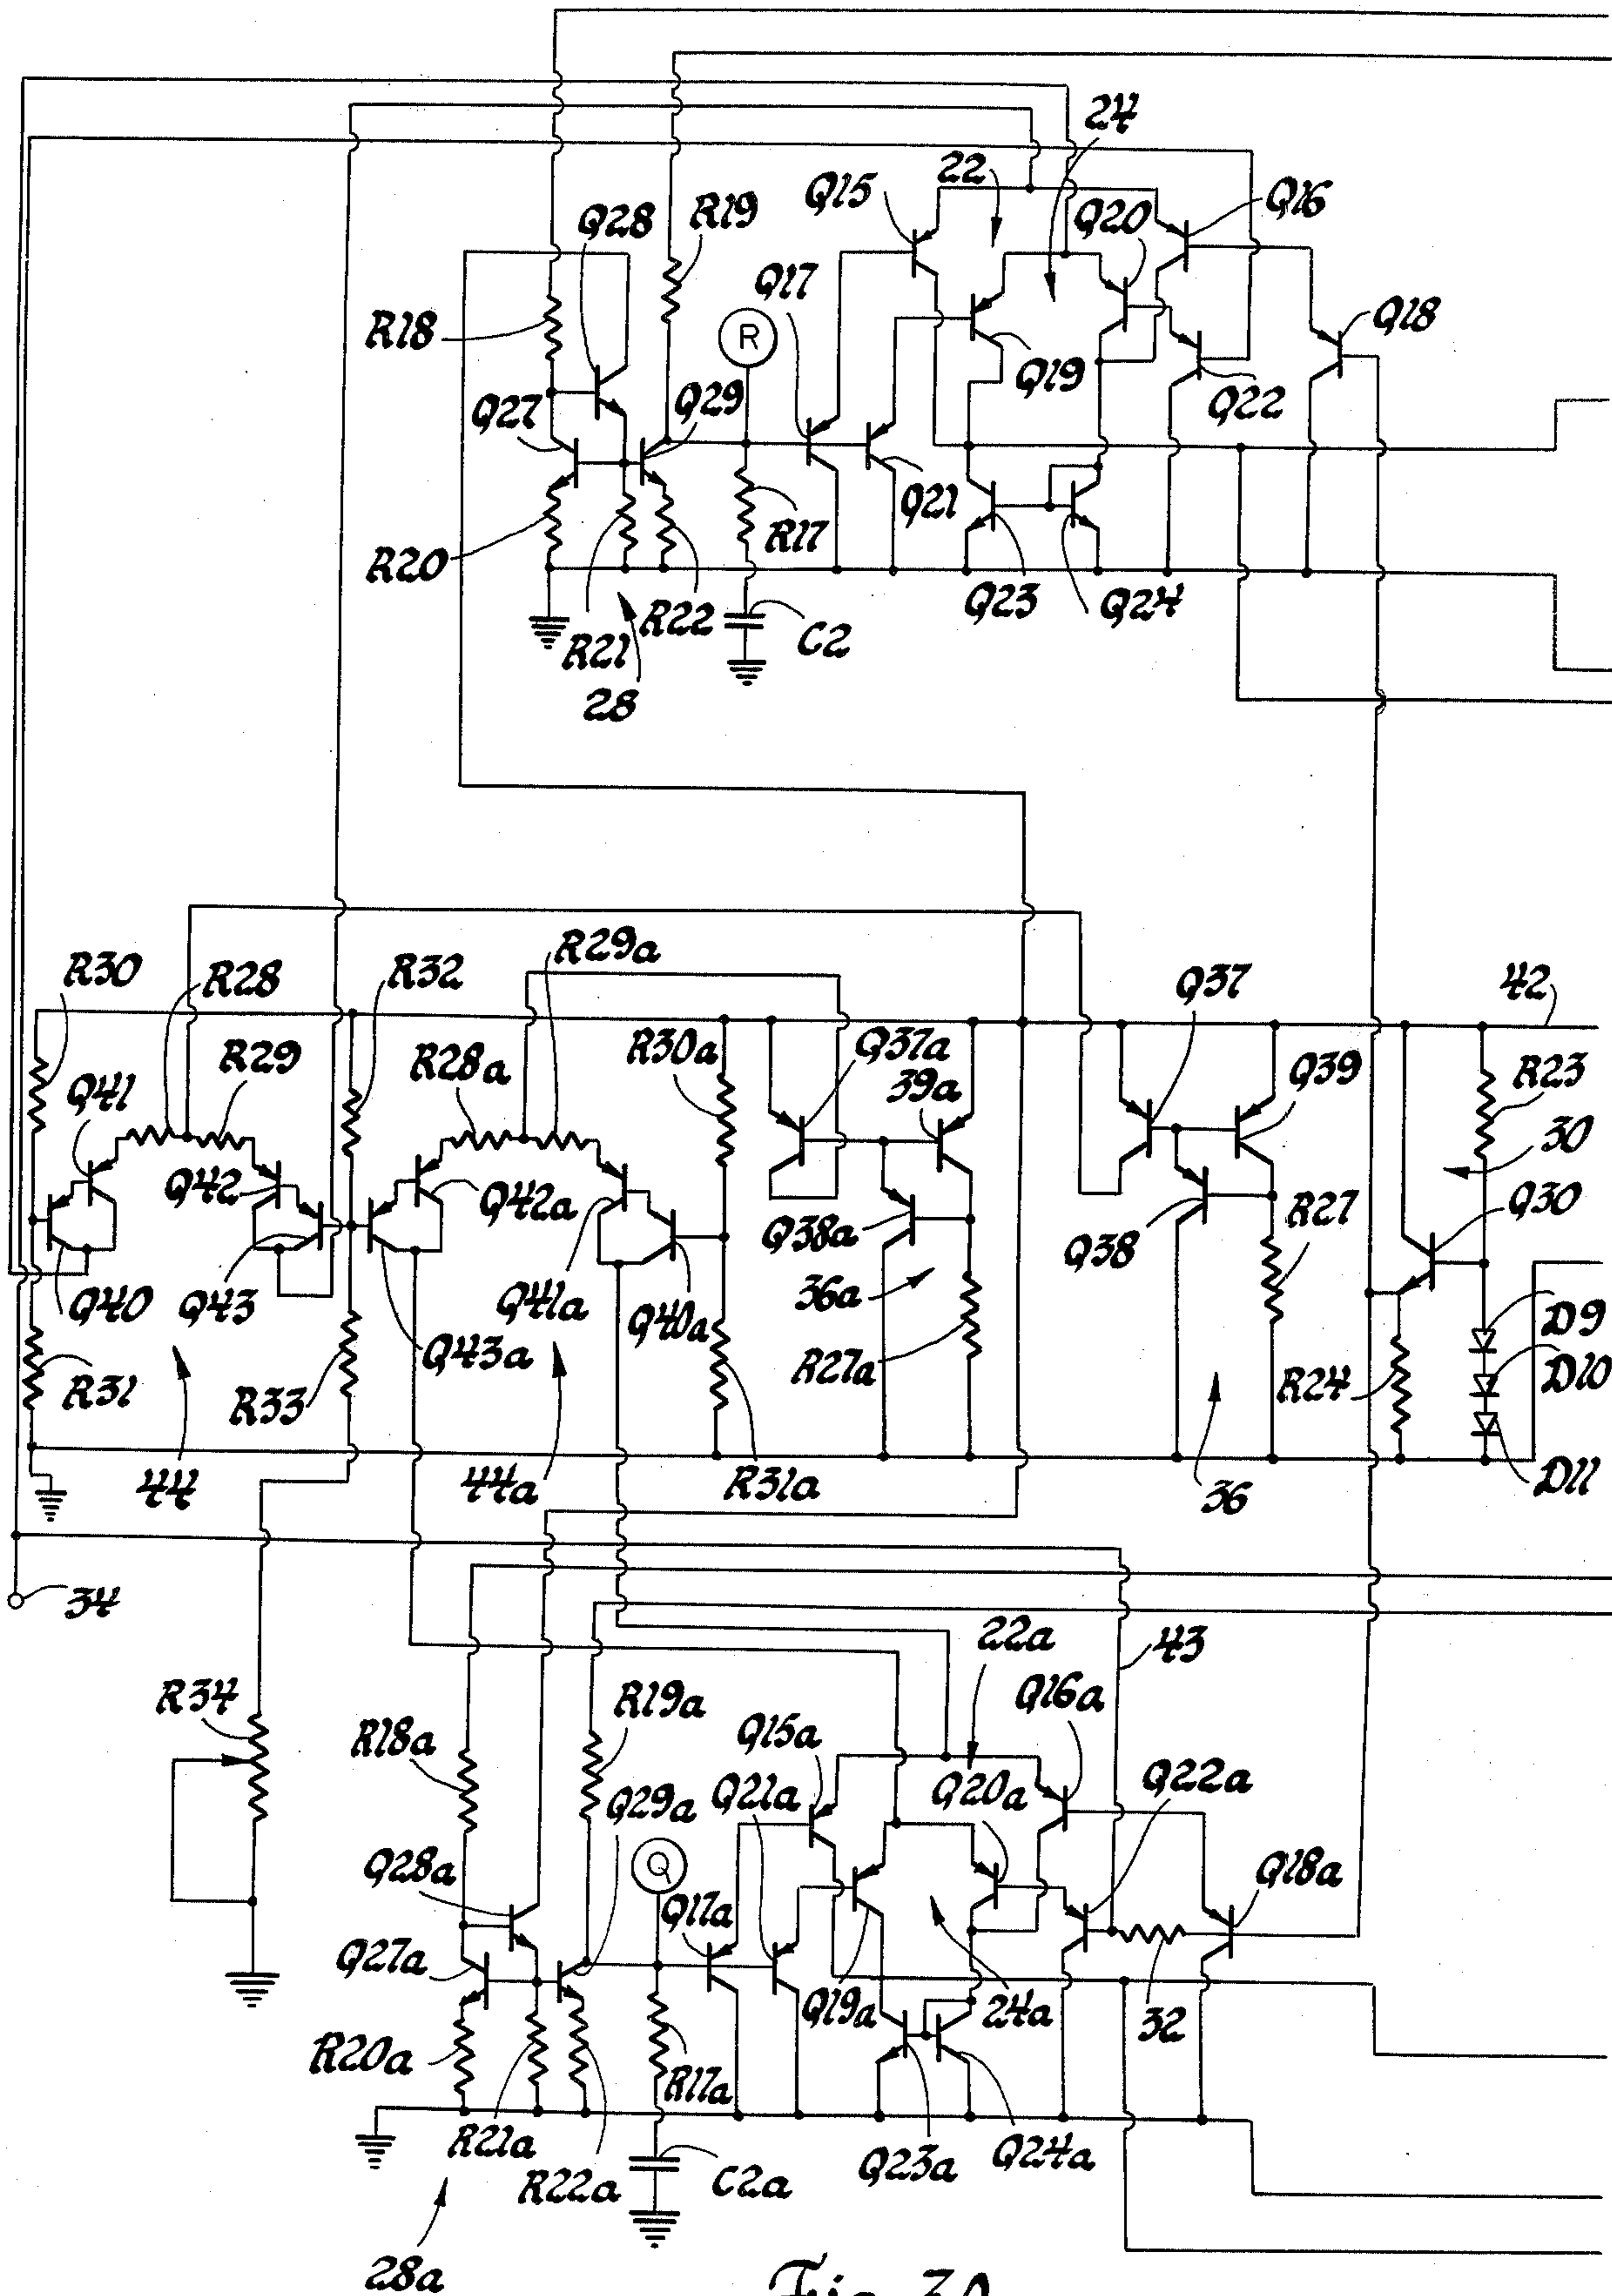 24
22
Q15
Q16
Q28
R19
Q20
Q17
R18
R
Q18
Q19
Q27
Q29
Q22
Q21
R17
R20
Q23
Q24
R22
C2
R21
28
R29a
R30
R28
R32
Q37
42
R29
R28a
R30a
Q37a
39a
Q39
R23
Q41
30
Q42
Q42a
Q38a
R27
Q30
Q38
Q40
Q43
Q41a
36a
Q40a
D9
Q43a
R27a
R31
R33
R24
D10
44
44a
R31a
36
D11
34
22a
43
R34
R19a
Q16a
R18a
Q15a
Q21a
Q20a
Q22a
Q29a
Q28a
Q
Q17a
Q18a
Q27a
Q19a
24a
32
R20a
R17a
R21a
Q23a
Q24a
R22a
C2a
28a
Fig. 3A